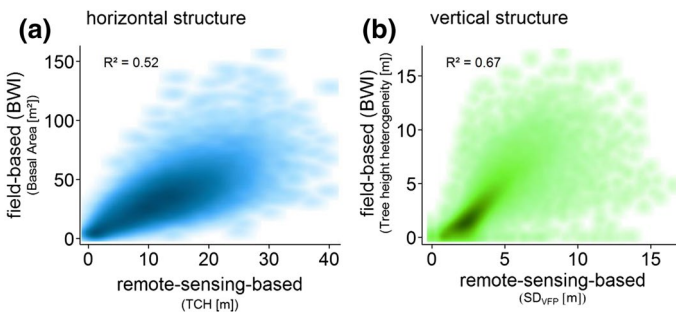 (a) horizontal structure
R² = 0.52
field-based (BWI)
(Basal Area [m²])
150
100
50
0
0 10 20 30 40
remote-sensing-based
(TCH [m])
(b) vertical structure
R² = 0.67
field-based (BWI)
(Tree height heterogeneity [m])
15
10
5
0
0 5 10 15
remote-sensing-based
(SD_VFP [m])